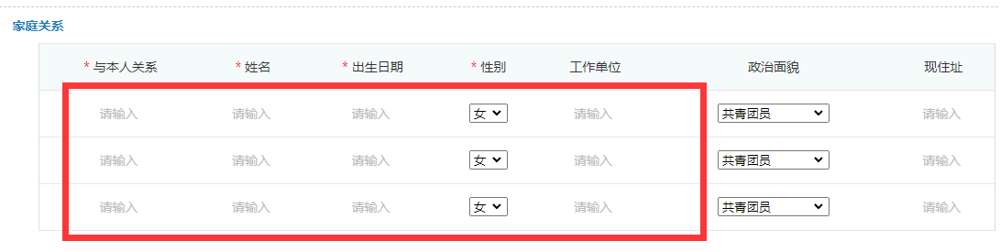 家庭关系
* 与本人关系 * 姓名 * 出生日期 * 性别 工作单位 政治面貌 现住址
请输入 请输入 请输入 女 请输入 共青团员 请输入
请输入 请输入 请输入 女 请输入 共青团员 请输入
请输入 请输入 请输入 女 请输入 共青团员 请输入